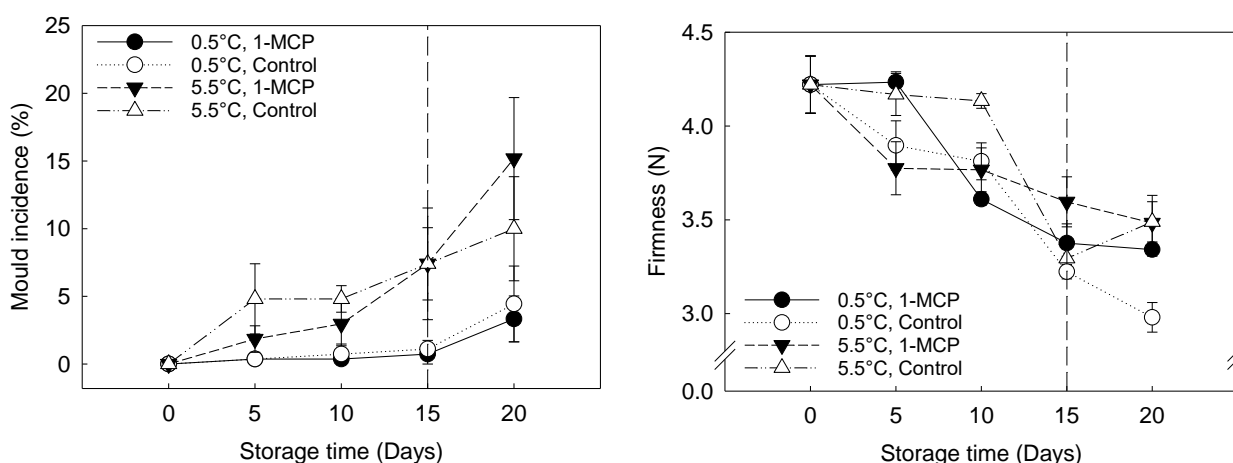 Mould incidence (%)
25
20
15
10
5
0
0.5°C, 1-MCP
0.5°C, Control
5.5°C, 1-MCP
5.5°C, Control
0 5 10 15 20
Storage time (Days)
Firmness (N)
4.5
4.0
3.5
3.0
0.0
0.5°C, 1-MCP
0.5°C, Control
5.5°C, 1-MCP
5.5°C, Control
0 5 10 15 20
Storage time (Days)